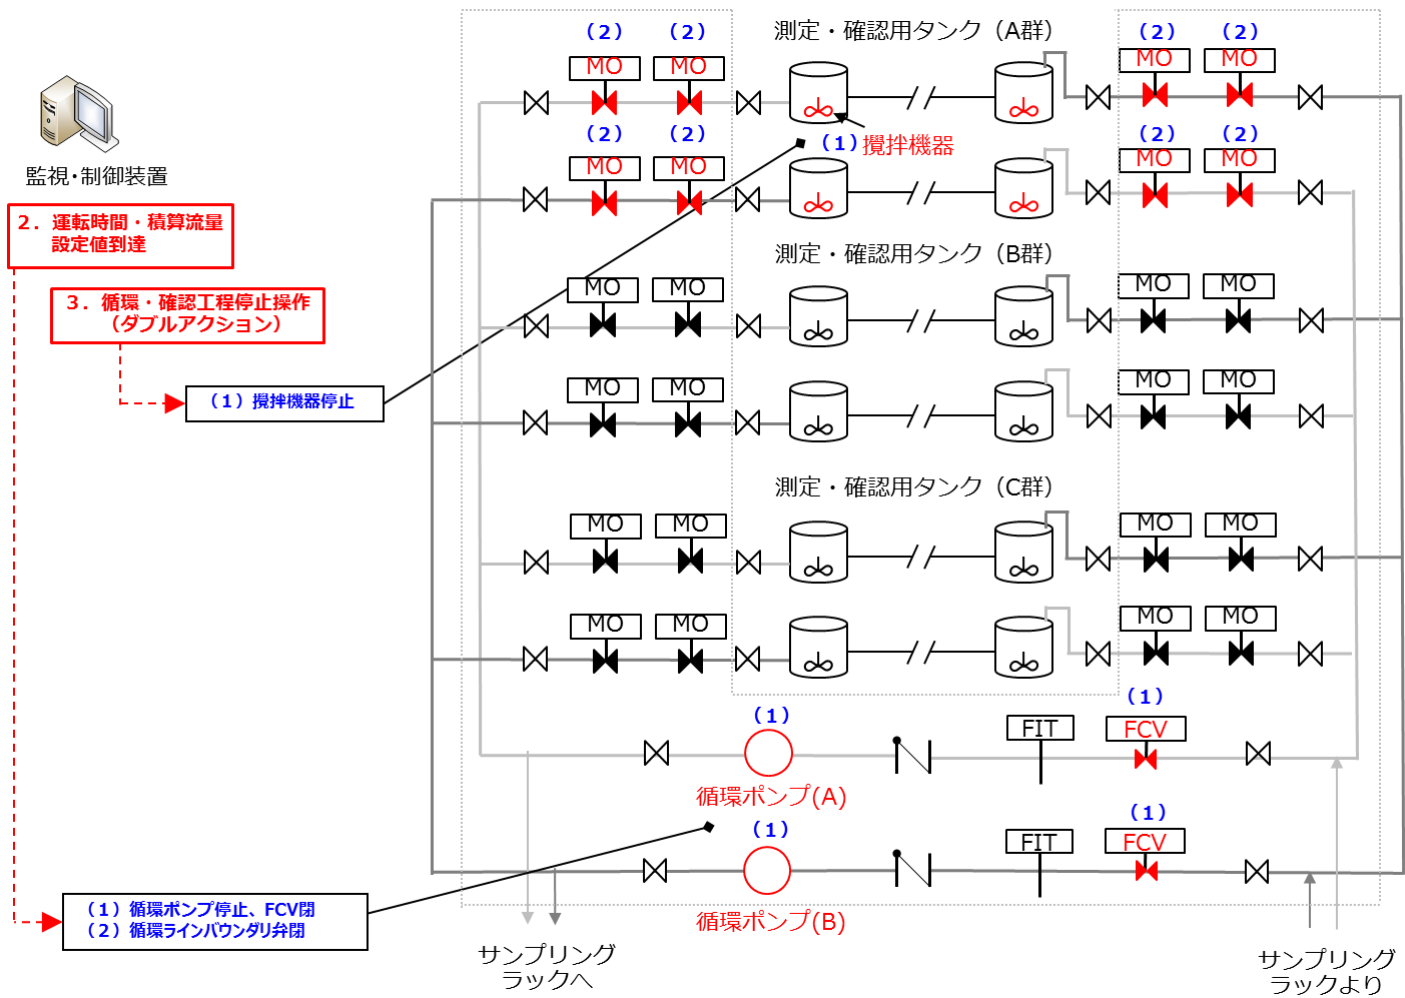 （2）
（2）
測定・確認用タンク（A群）
（2）
（2）
MO
MO
MO
MO
（2）
（2）
（1）
攪拌機器
（2）
（2）
MO
MO
MO
MO
監視・制御装置
2．運転時間・積算流量
設定値到達
3．循環・確認工程停止操作
（ダブルアクション）
（1）攪拌機器停止
測定・確認用タンク（B群）
MO
MO
MO
MO
MO
MO
MO
MO
測定・確認用タンク（C群）
MO
MO
MO
MO
MO
MO
MO
MO
（1）
（1）
FIT
FCV
循環ポンプ(A)
（1）
（1）
FIT
FCV
循環ポンプ(B)
（1）循環ポンプ停止、FCV閉
（2）循環ラインバウンダリ弁閉
サンプリング
ラックへ
サンプリング
ラックより